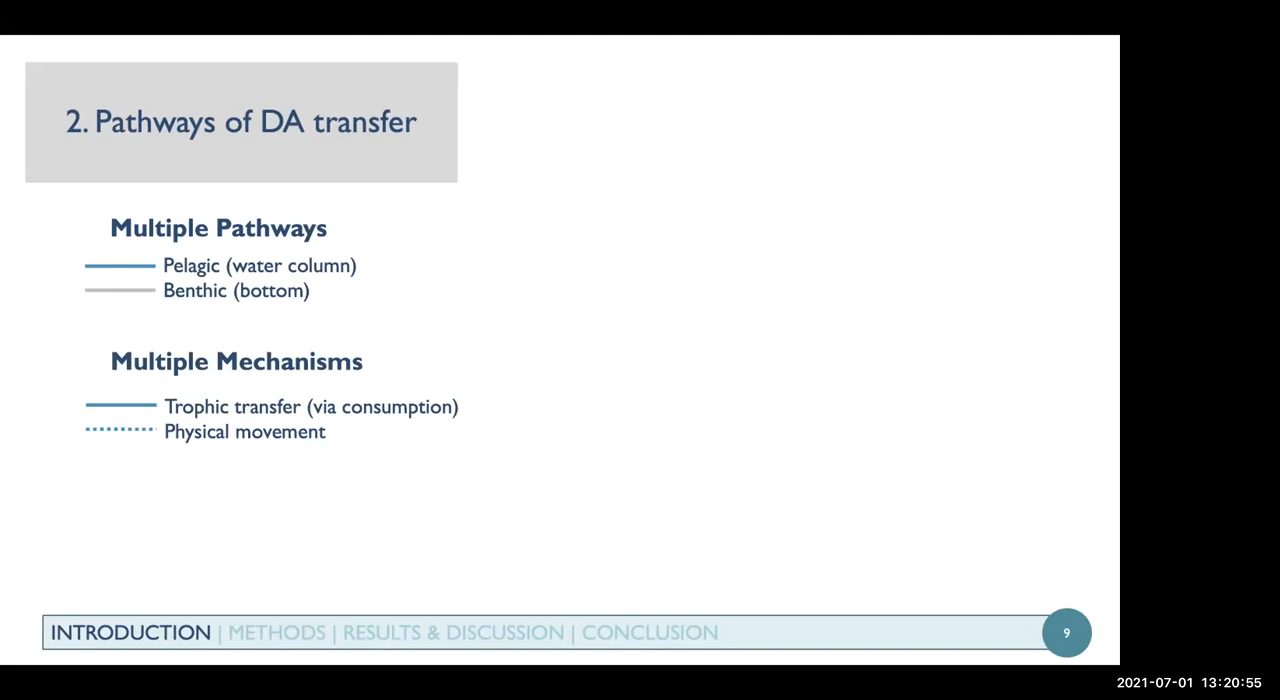 2. Pathways of DA transfer
Multiple Pathways
Pelagic (water column)
Benthic (bottom)
Multiple Mechanisms
Trophic transfer (via consumption)
Physical movement
INTRODUCTION | METHODS | RESULTS & DISCUSSION | CONCLUSION
9
2021-07-01 13:20:55